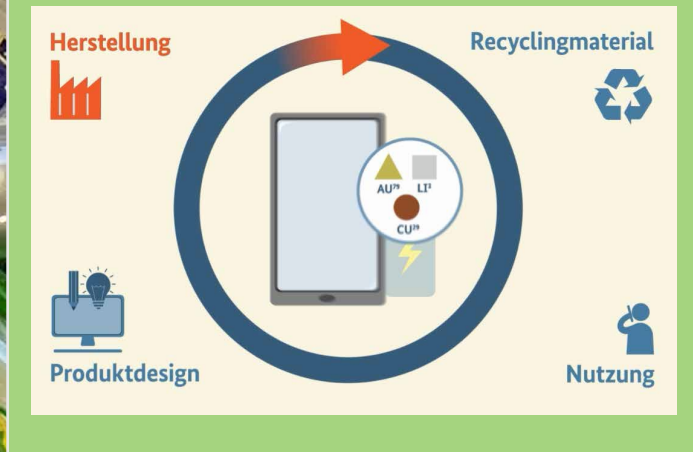 Herstellung
Recyclingmaterial
AU⁷⁹ LI³
CU²⁹
Produktdesign
Nutzung